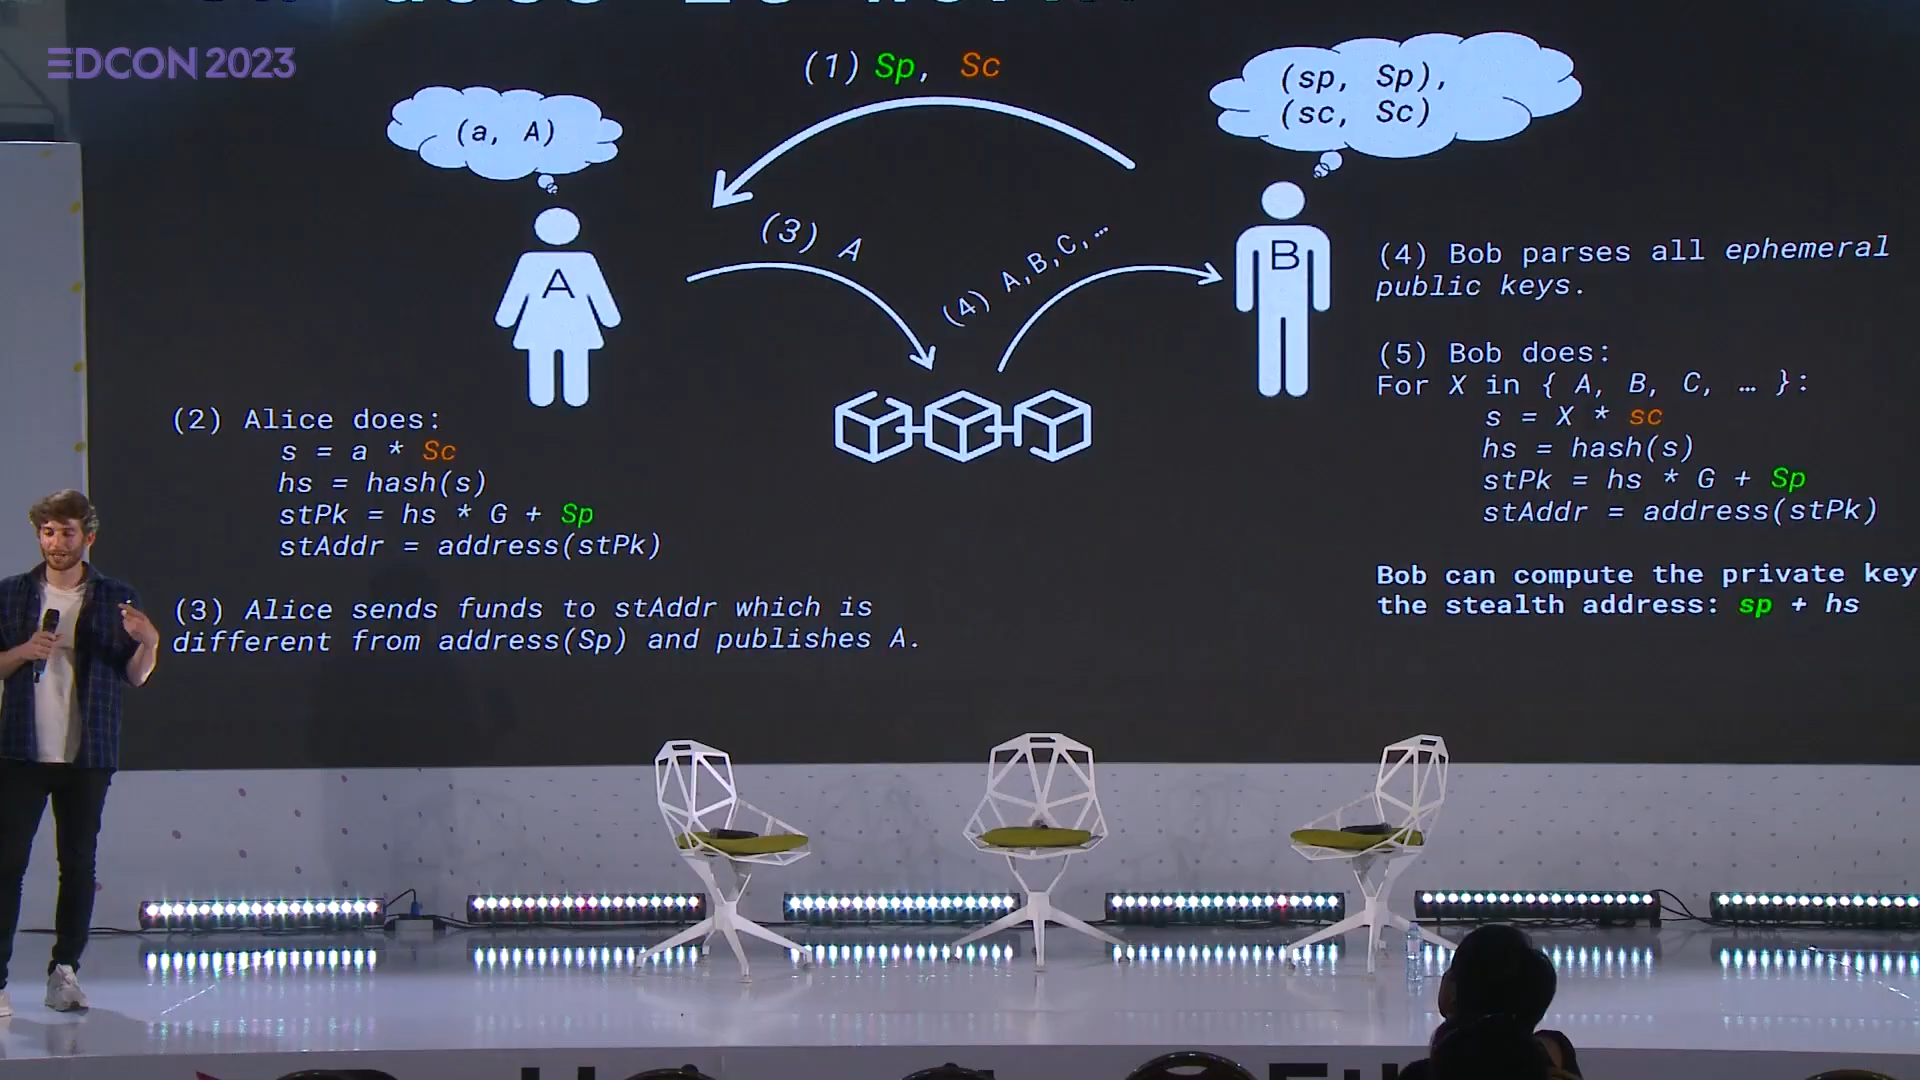 EDCON 2023
(1) Sp, Sc
(a, A)
(sp, Sp),
(sc, Sc)
A
B
(3) A
(4) A,B,C,…
(2) Alice does:
s = a * Sc
hs = hash(s)
stPk = hs * G + Sp
stAddr = address(stPk)
(3) Alice sends funds to stAddr which is
different from address(Sp) and publishes A.
(4) Bob parses all ephemeral
public keys.
(5) Bob does:
For X in { A, B, C, … }:
s = X * sc
hs = hash(s)
stPk = hs * G + Sp
stAddr = address(stPk)
Bob can compute the private key
the stealth address: sp + hs